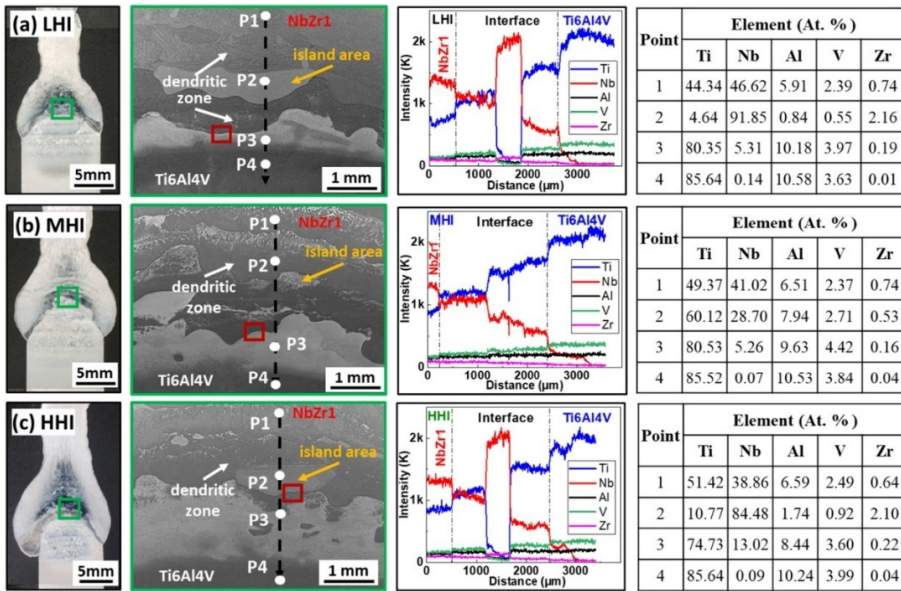 (a) LHI
5mm
P1
NbZr1
island area
P2
dendritic
zone
P3
P4
Ti6Al4V
1 mm
LHI
Interface
Ti6Al4V
NbZr1
Intensity (K)
2k
1k
0
Ti
Nb
Al
V
Zr
0 1000 2000 3000
Distance (μm)
Point Element (At. %)
Ti Nb Al V Zr
1 44.34 46.62 5.91 2.39 0.74
2 4.64 91.85 0.84 0.55 2.16
3 80.35 5.31 10.18 3.97 0.19
4 85.64 0.14 10.58 3.63 0.01
(b) MHI
5mm
P1
NbZr1
P2
island area
dendritic
zone
P3
P4
Ti6Al4V
1 mm
MHI
Interface
Ti6Al4V
NbZr1
Intensity (K)
2k
1k
0
Ti
Nb
Al
V
Zr
0 1000 2000 3000
Distance (μm)
Point Element (At. %)
Ti Nb Al V Zr
1 49.37 41.02 6.51 2.37 0.74
2 60.12 28.70 7.94 2.71 0.53
3 80.53 5.26 9.63 4.42 0.16
4 85.52 0.07 10.53 3.84 0.04
(c) HHI
5mm
P1
NbZr1
island area
P2
dendritic
zone
P3
P4
Ti6Al4V
1 mm
HHI
Interface
Ti6Al4V
NbZr1
Intensity (K)
2k
1k
0
Ti
Nb
Al
V
Zr
0 1000 2000 3000
Distance (μm)
Point Element (At. %)
Ti Nb Al V Zr
1 51.42 38.86 6.59 2.49 0.64
2 10.77 84.48 1.74 0.92 2.10
3 74.73 13.02 8.44 3.60 0.22
4 85.64 0.09 10.24 3.99 0.04